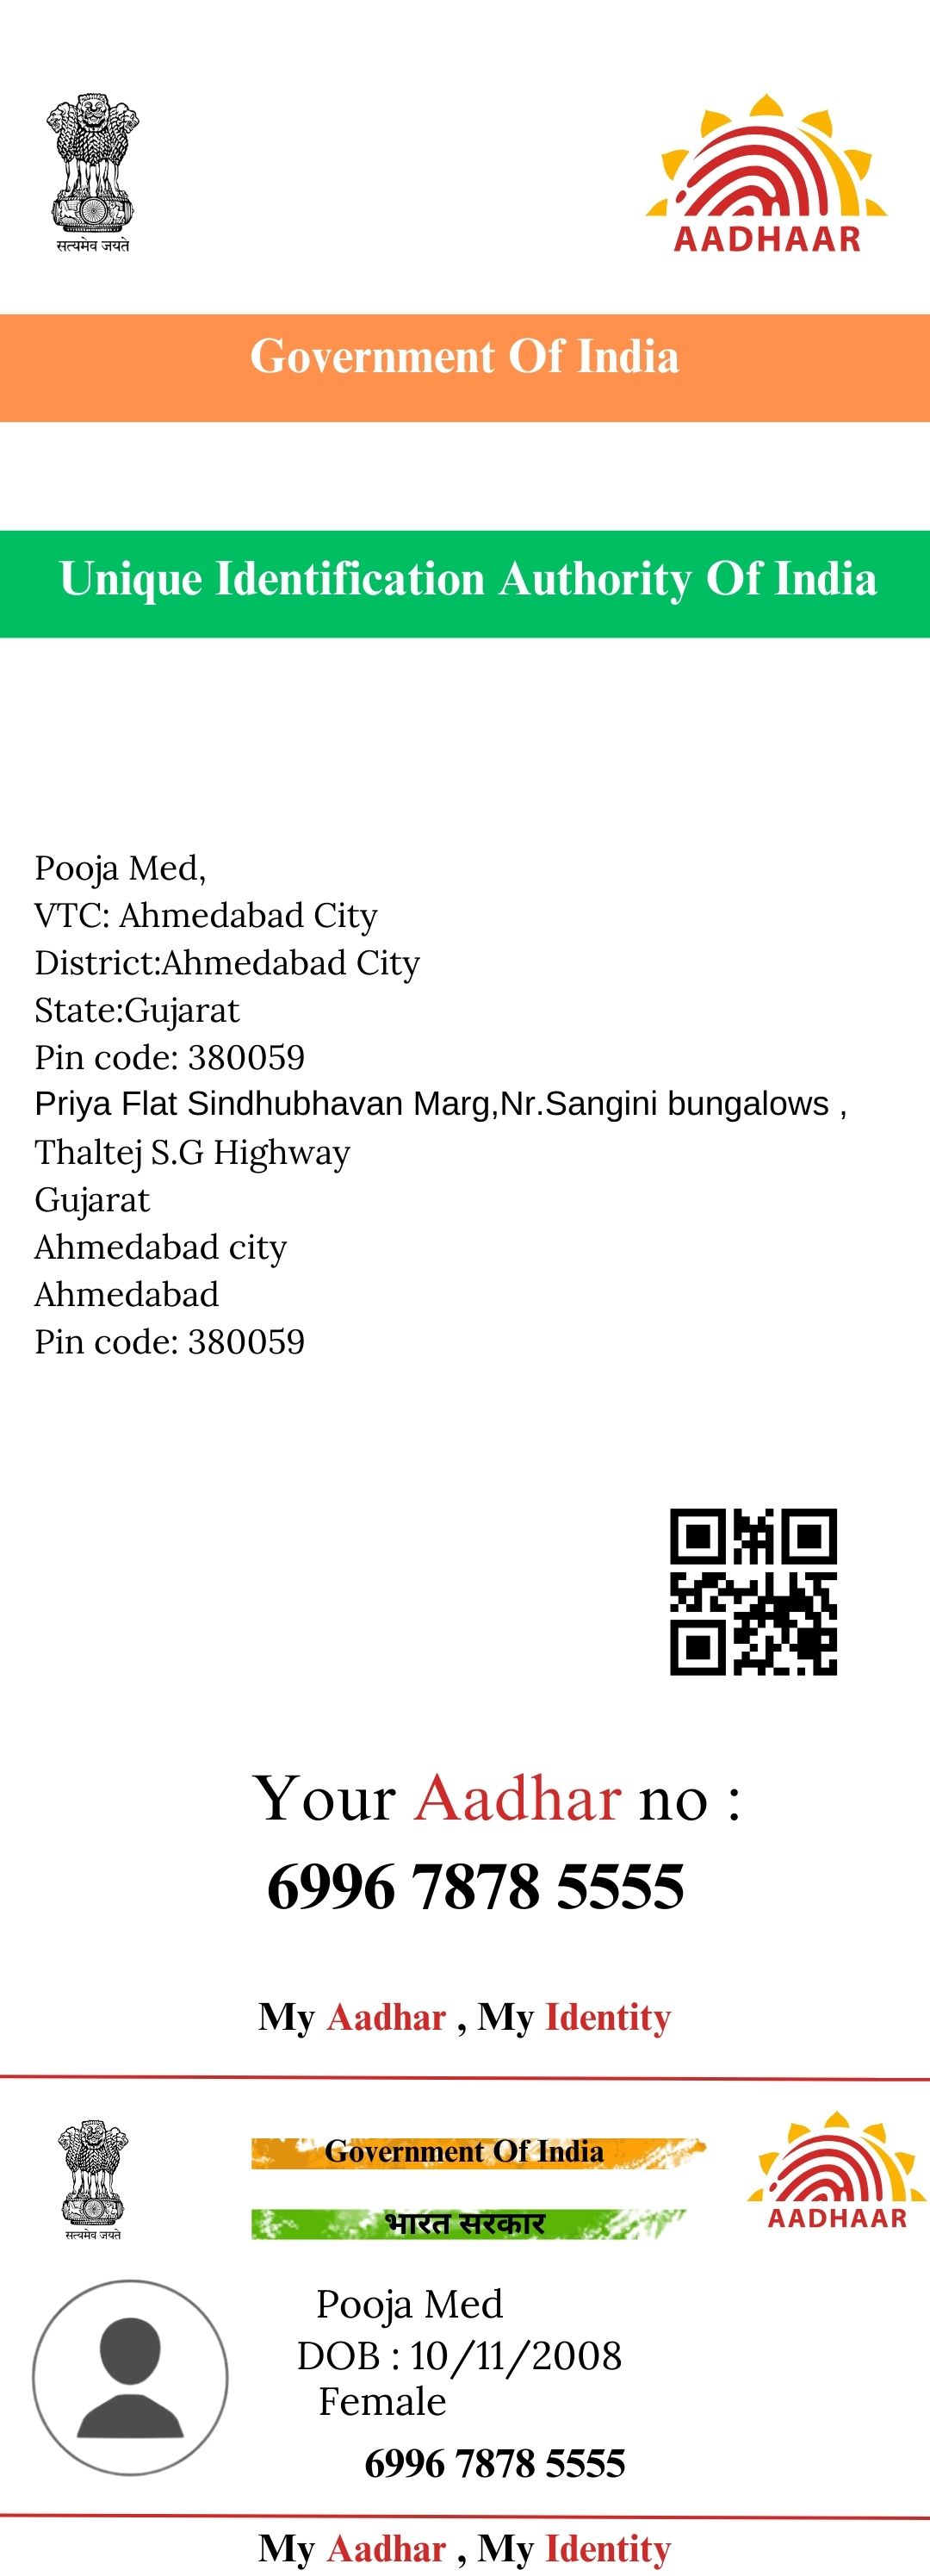 सत्यमेव जयते
AADHAAR
Government Of India
Unique Identification Authority Of India
Pooja Med,
VTC: Ahmedabad City
District:Ahmedabad City
State:Gujarat
Pin code: 380059
Priya Flat Sindhubhavan Marg,Nr.Sangini bungalows ,
Thaltej S.G Highway
Gujarat
Ahmedabad city
Ahmedabad
Pin code: 380059
Your Aadhar no :
6996 7878 5555
My Aadhar , My Identity
Government Of India
भारत सरकार
सत्यमेव जयते
AADHAAR
Pooja Med
DOB : 10/11/2008
Female
6996 7878 5555
My Aadhar , My Identity